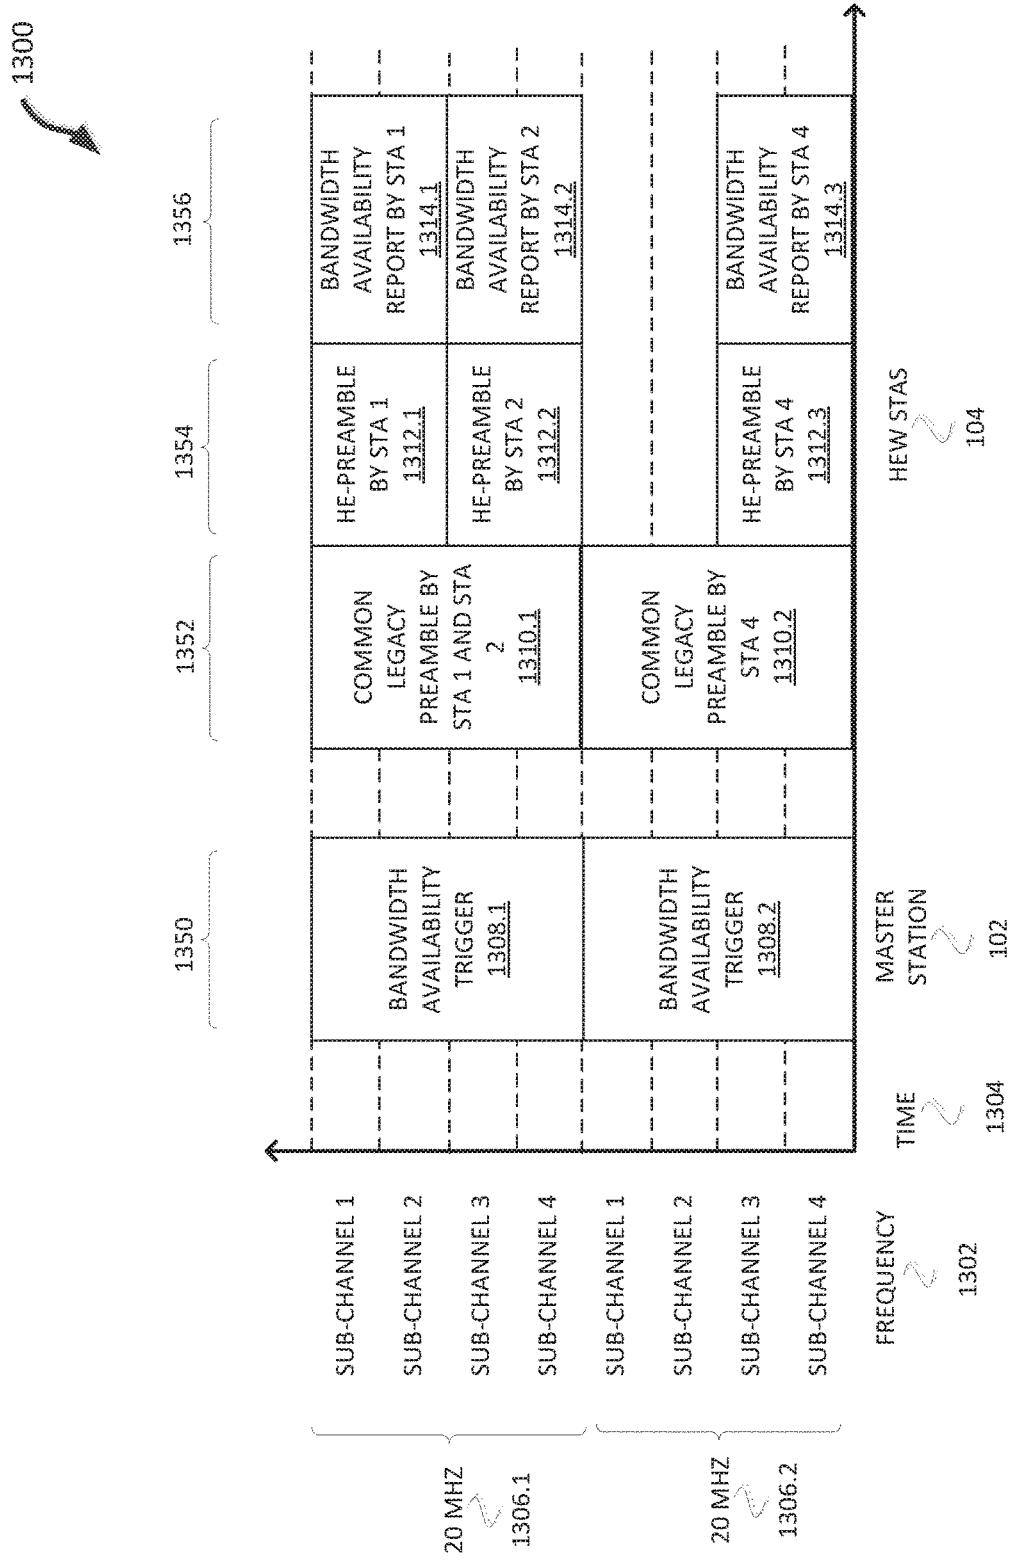 1300
1350
1352
1354
1356
20 MHZ
1306.1
SUB-CHANNEL 1
SUB-CHANNEL 2
SUB-CHANNEL 3
SUB-CHANNEL 4
20 MHZ
1306.2
SUB-CHANNEL 1
SUB-CHANNEL 2
SUB-CHANNEL 3
SUB-CHANNEL 4
BANDWIDTH
AVAILABILITY
TRIGGER
1308.1
BANDWIDTH
AVAILABILITY
TRIGGER
1308.2
COMMON
LEGACY
PREAMBLE BY
STA 1 AND STA
2
1310.1
COMMON
LEGACY
PREAMBLE BY
STA 4
1310.2
HE-PREAMBLE
BY STA 1
1312.1
HE-PREAMBLE
BY STA 2
1312.2
HE-PREAMBLE
BY STA 4
1312.3
BANDWIDTH
AVAILABILITY
REPORT BY STA 1
1314.1
BANDWIDTH
AVAILABILITY
REPORT BY STA 2
1314.2
BANDWIDTH
AVAILABILITY
REPORT BY STA 4
1314.3
FREQUENCY
1302
TIME
1304
MASTER
STATION
102
HEW STAS
104